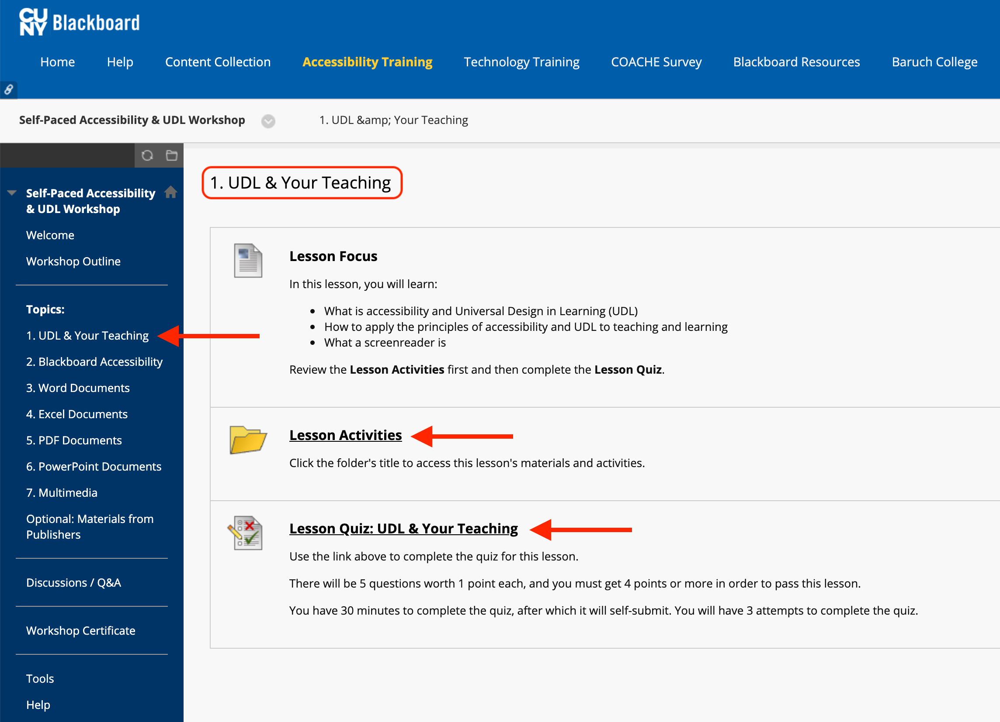 CU
NY Blackboard
Home Help Content Collection Accessibility Training Technology Training COACHE Survey Blackboard Resources Baruch College
Self-Paced Accessibility & UDL Workshop 1. UDL &amp; Your Teaching
Self-Paced Accessibility
& UDL Workshop
Welcome
Workshop Outline
Topics:
1. UDL & Your Teaching
2. Blackboard Accessibility
3. Word Documents
4. Excel Documents
5. PDF Documents
6. PowerPoint Documents
7. Multimedia
Optional: Materials from
Publishers
Discussions / Q&A
Workshop Certificate
Tools
Help
1. UDL & Your Teaching
Lesson Focus
In this lesson, you will learn:
• What is accessibility and Universal Design in Learning (UDL)
• How to apply the principles of accessibility and UDL to teaching and learning
• What a screenreader is
Review the Lesson Activities first and then complete the Lesson Quiz.
Lesson Activities
Click the folder's title to access this lesson's materials and activities.
Lesson Quiz: UDL & Your Teaching
Use the link above to complete the quiz for this lesson.
There will be 5 questions worth 1 point each, and you must get 4 points or more in order to pass this lesson.
You have 30 minutes to complete the quiz, after which it will self-submit. You will have 3 attempts to complete the quiz.